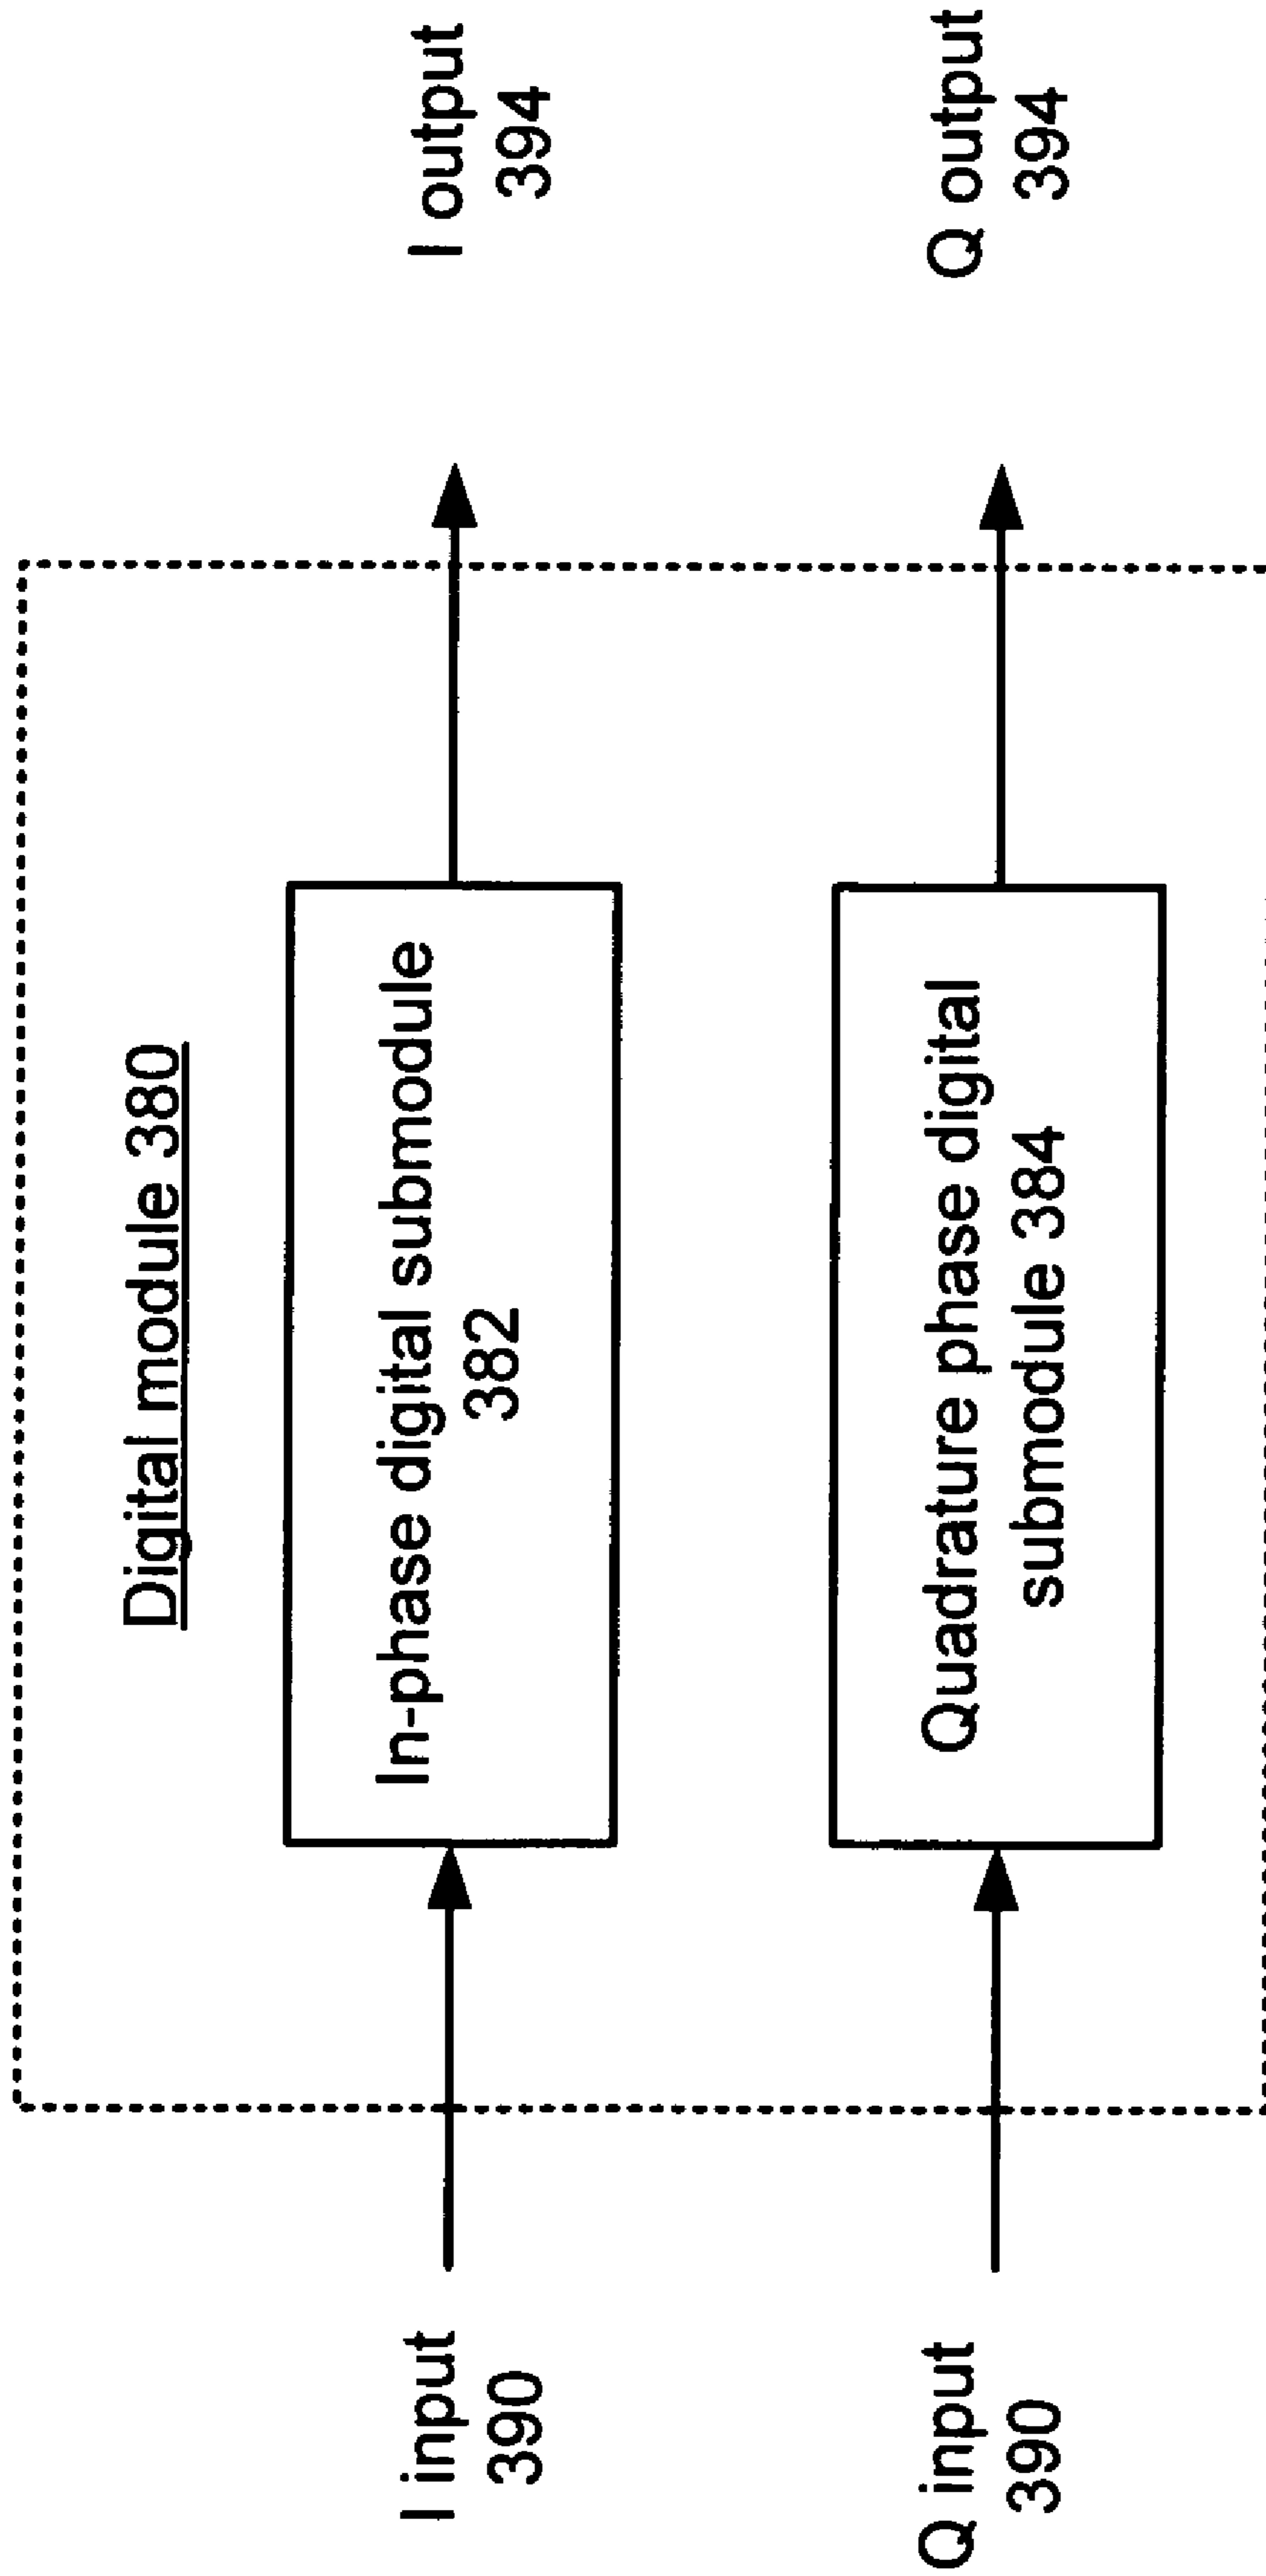 Digital module 380
I input
390
In-phase digital submodule
382
I output
394
Q input
390
Quadrature phase digital
submodule 384
Q output
394